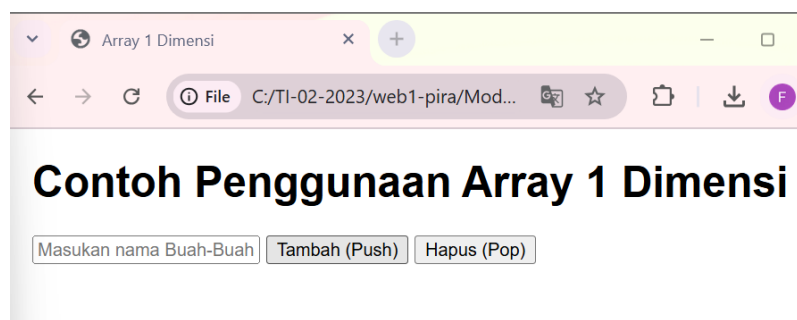 Array 1 Dimensi
File C:/TI-02-2023/web1-pira/Mod...
F
Contoh Penggunaan Array 1 Dimensi
Masukan nama Buah-Buah Tambah (Push) Hapus (Pop)